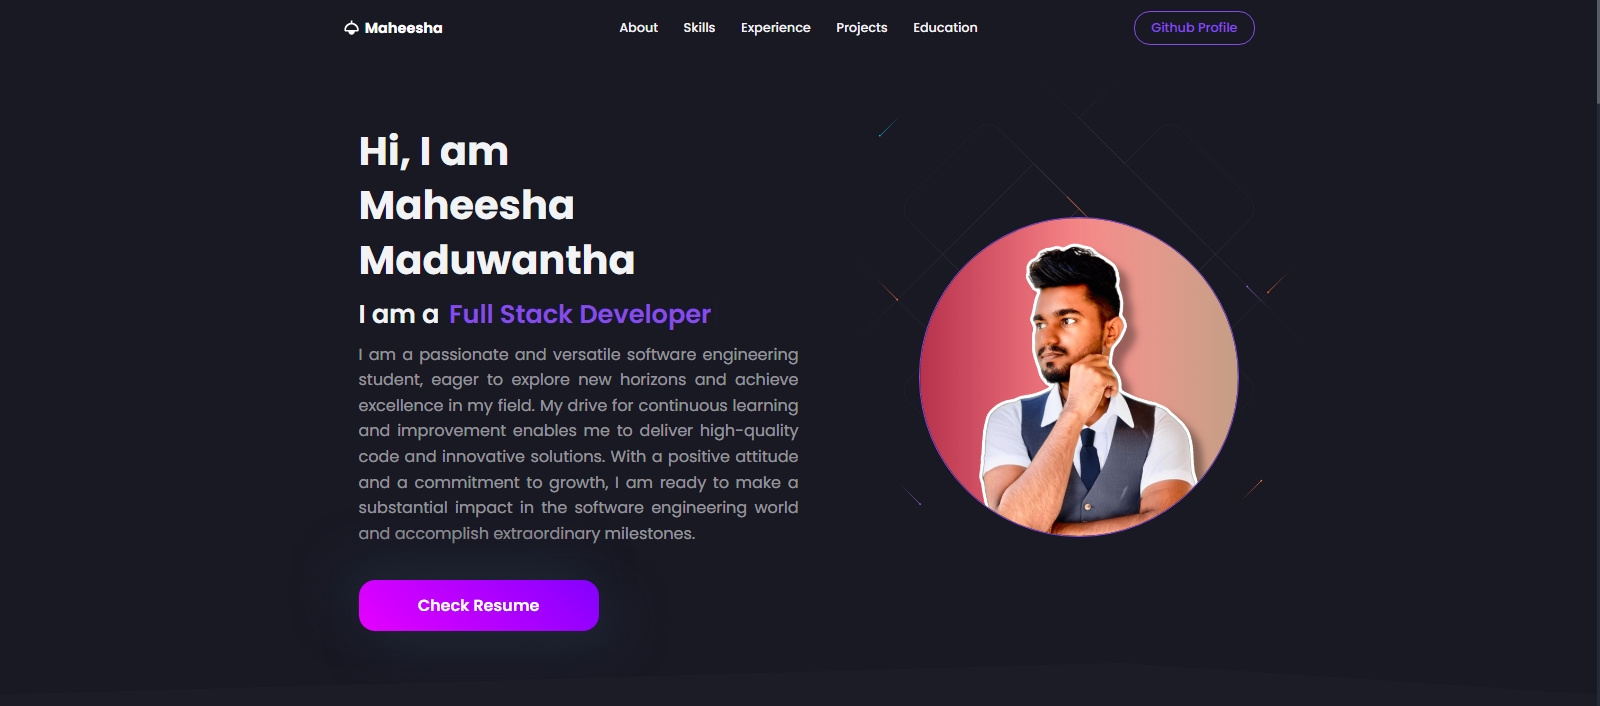 Maheesha
About Skills Experience Projects Education
Github Profile
Hi, I am
Maheesha
Maduwantha
I am a Full Stack Developer
I am a passionate and versatile software engineering
student, eager to explore new horizons and achieve
excellence in my field. My drive for continuous learning
and improvement enables me to deliver high-quality
code and innovative solutions. With a positive attitude
and a commitment to growth, I am ready to make a
substantial impact in the software engineering world
and accomplish extraordinary milestones.
Check Resume